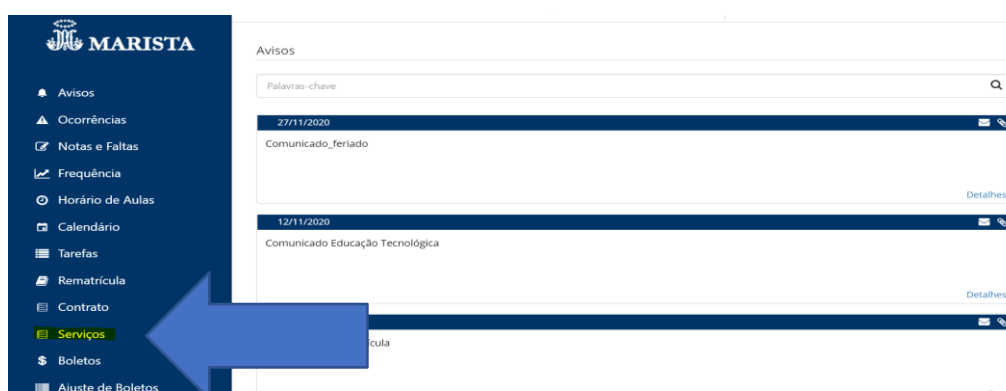 MARISTA
Avisos
Ocorrências
Notas e Faltas
Frequência
Horário de Aulas
Calendário
Tarefas
Rematrícula
Contrato
Serviços
Boletos
Ajuste de Boletos
Avisos
Palavras-chave
27/11/2020
Comunicado_feriado
Detalhes
12/11/2020
Comunicado Educação Tecnológica
Detalhes
ícula